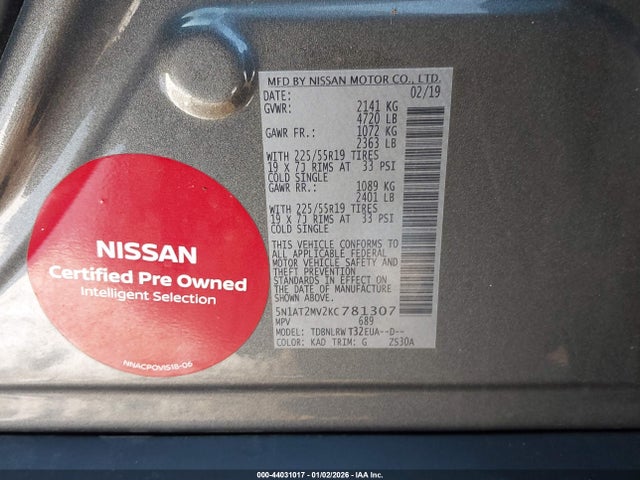 MFD BY NISSAN MOTOR CO., LTD.
DATE: 02/19
GVWR: 2141 KG
4720 LB
GAWR FR.: 1072 KG
2363 LB
WITH 225/55R19 TIRES
19 X 7J RIMS AT 33 PSI
COLD SINGLE
GAWR RR.: 1089 KG
2401 LB
WITH 225/55R19 TIRES
19 X 7J RIMS AT 33 PSI
COLD SINGLE
THIS VEHICLE CONFORMS TO
ALL APPLICABLE FEDERAL
MOTOR VEHICLE SAFETY AND
THEFT PREVENTION
STANDARDS IN EFFECT ON
DATE SHOWN ABOVE.
5N1AT2MV2KC781307
MPV 689
MODEL: TDBNLRW T32EUA--D--
COLOR: KAD TRIM: G ZS30A
NISSAN
Certified Pre Owned
Intelligent Selection
NNACPOVIS18-06
000-44031017 - 01/02/2026 - IAA Inc.